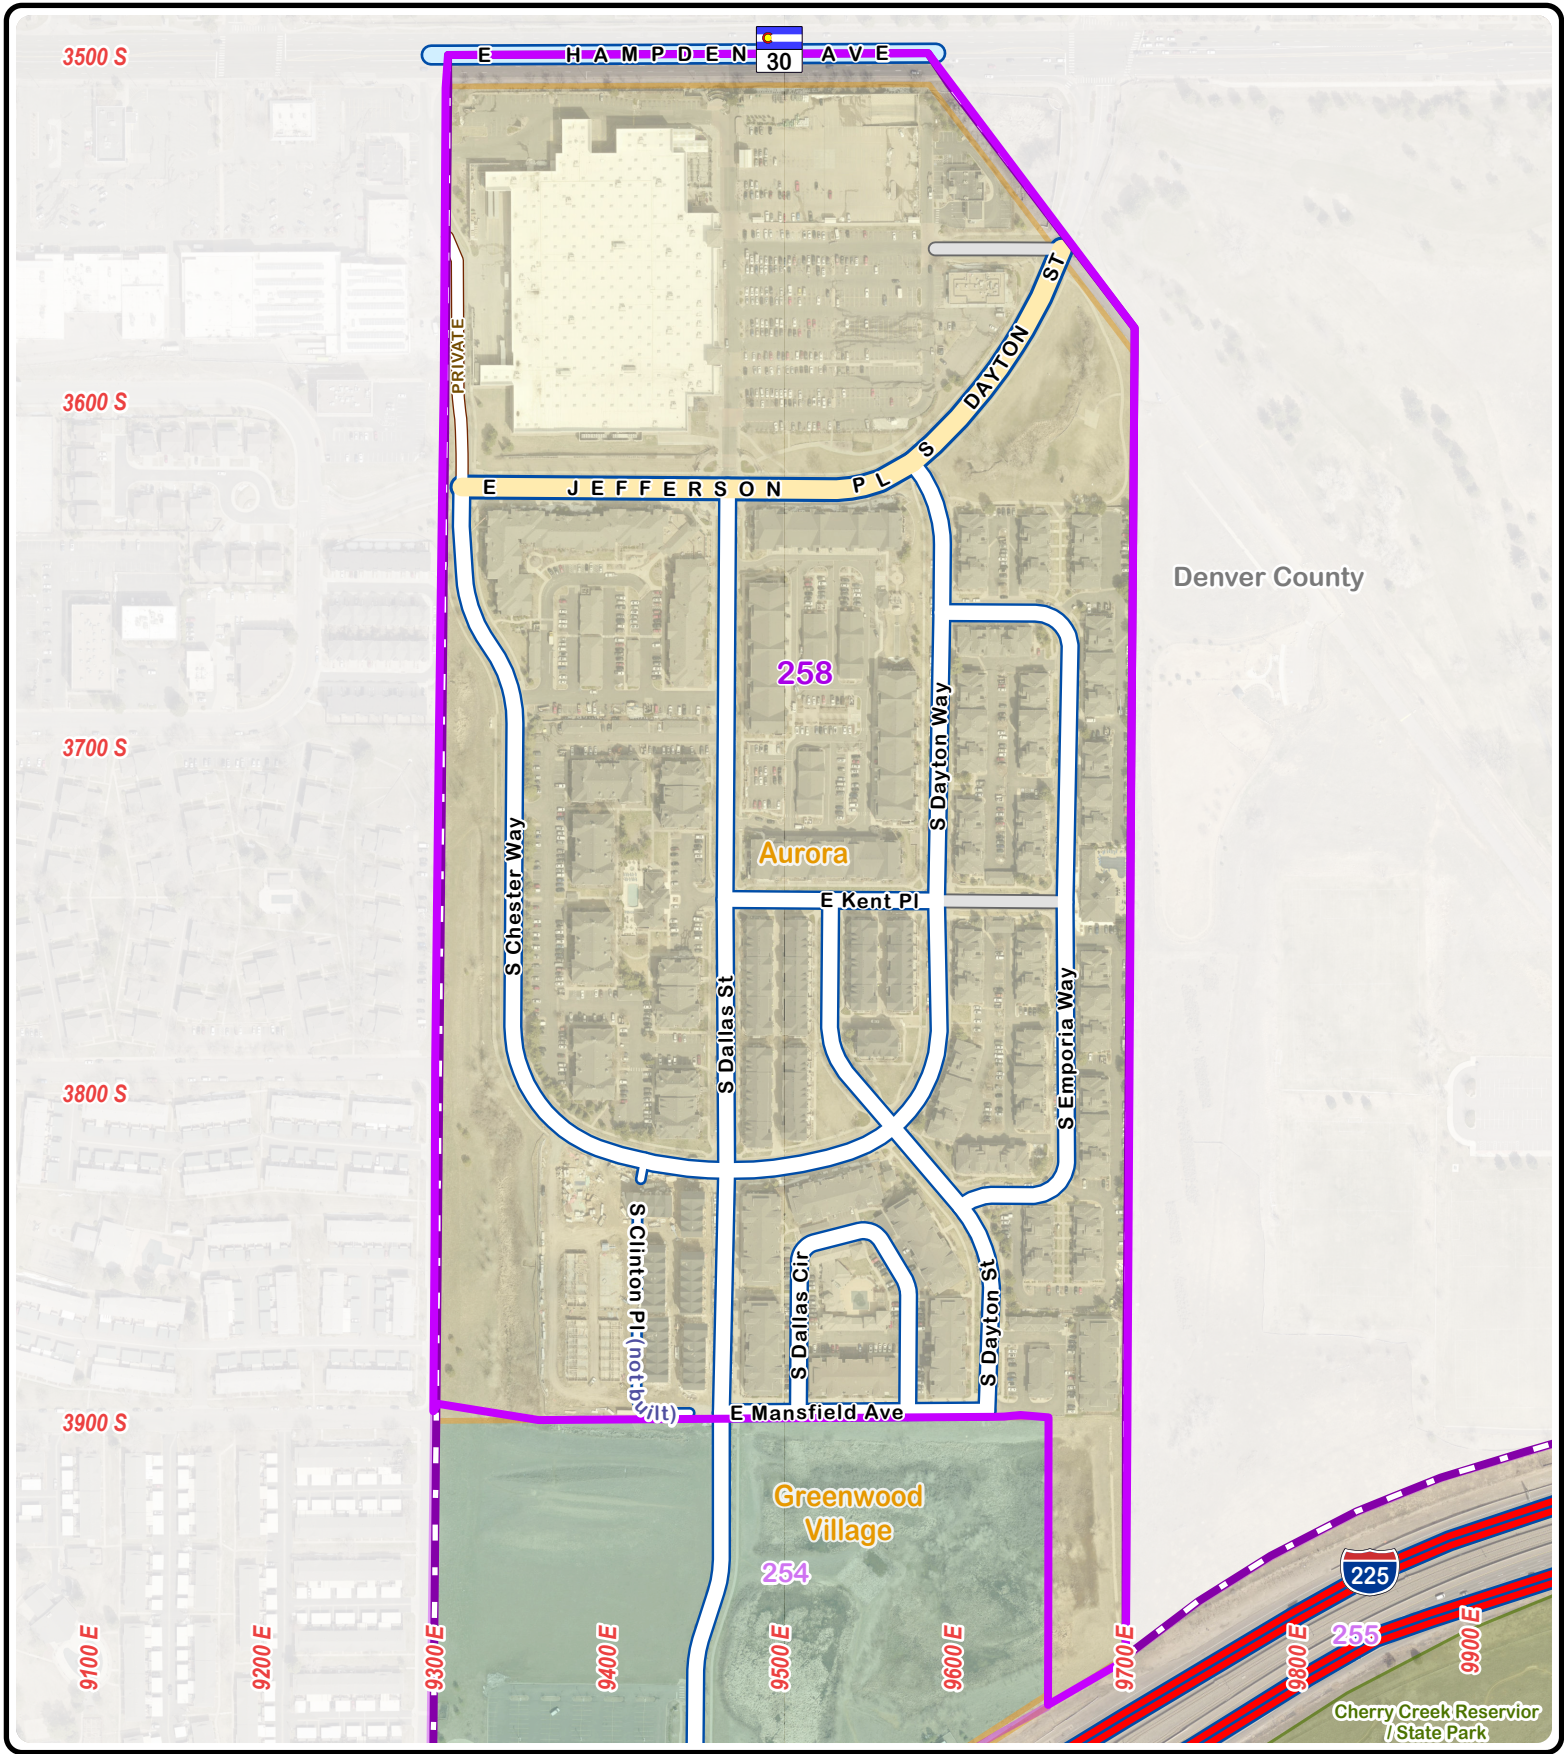 3500 S
E HAMPDEN AVE
30
3600 S
PRIVATE
S DAYTON ST
E JEFFERSON PL
Denver County
258
3700 S
S Dayton Way
Aurora
S Chester Way
E Kent Pl
S Dallas St
S Emporia Way
3800 S
S Clinton Pl (not built)
S Dallas Cir
S Dayton St
3900 S
E Mansfield Ave
Greenwood
Village
254
225
255
9100 E
9200 E
9300 E
9400 E
9500 E
9600 E
9700 E
9800 E
9900 E
Cherry Creek Reservior
/ State Park